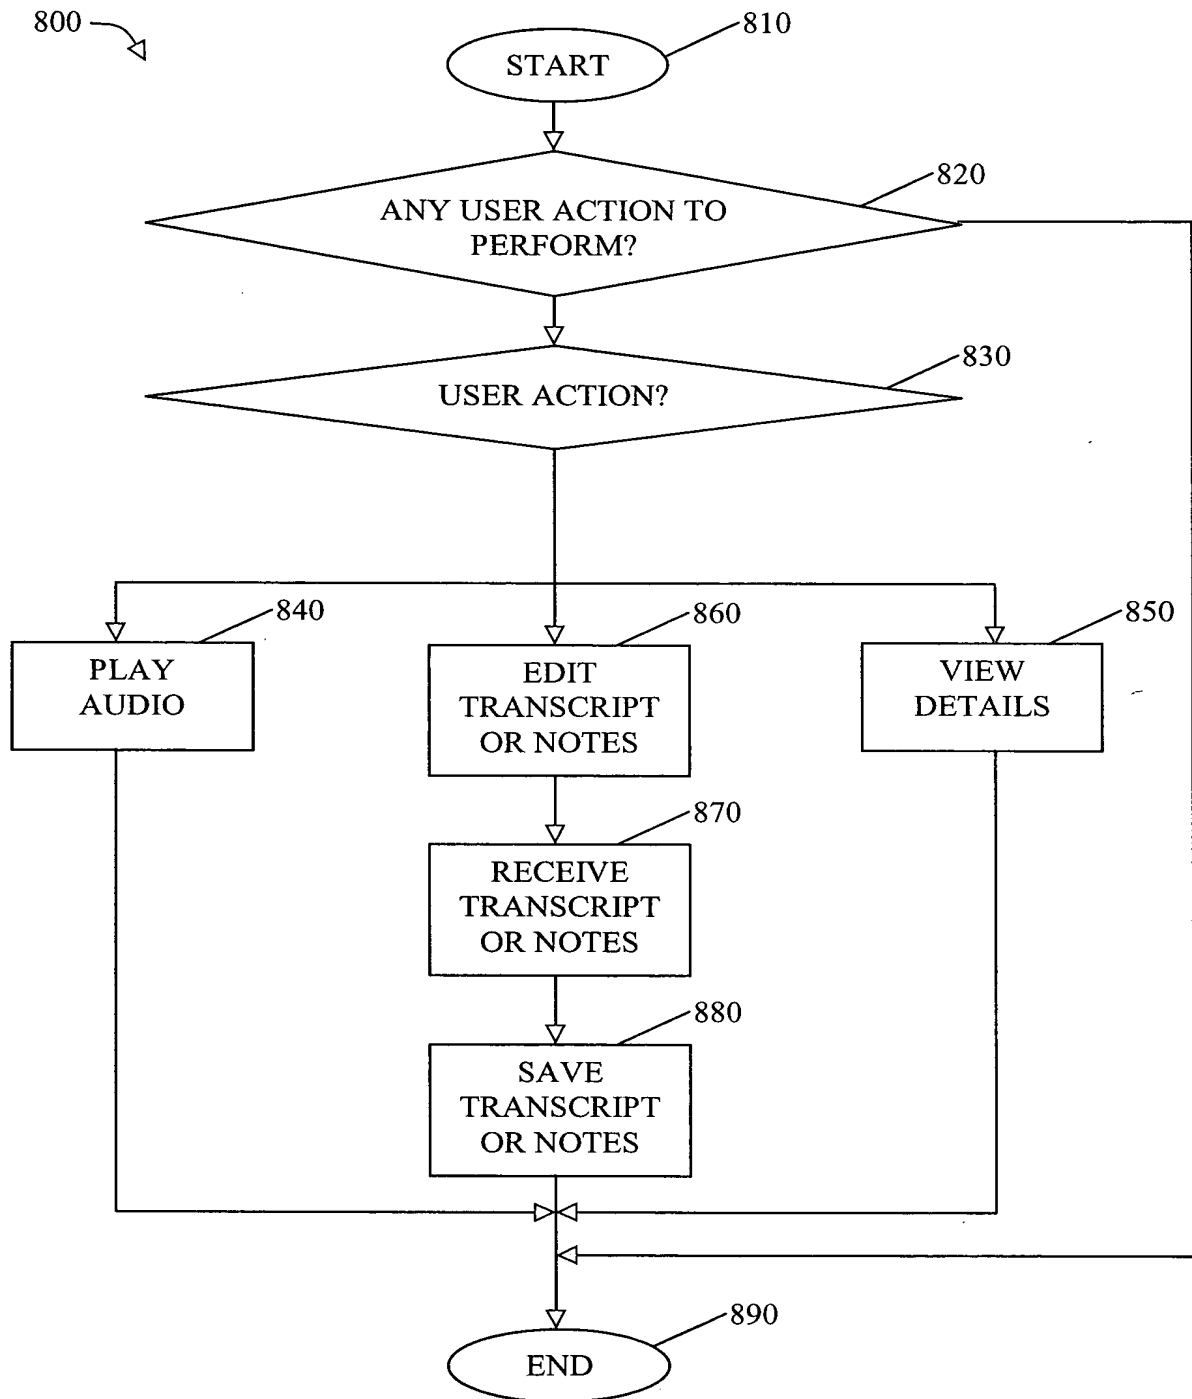 800
810
START
820
ANY USER ACTION TO
PERFORM?
830
USER ACTION?
840
PLAY
AUDIO
860
EDIT
TRANSCRIPT
OR NOTES
850
VIEW
DETAILS
870
RECEIVE
TRANSCRIPT
OR NOTES
880
SAVE
TRANSCRIPT
OR NOTES
890
END